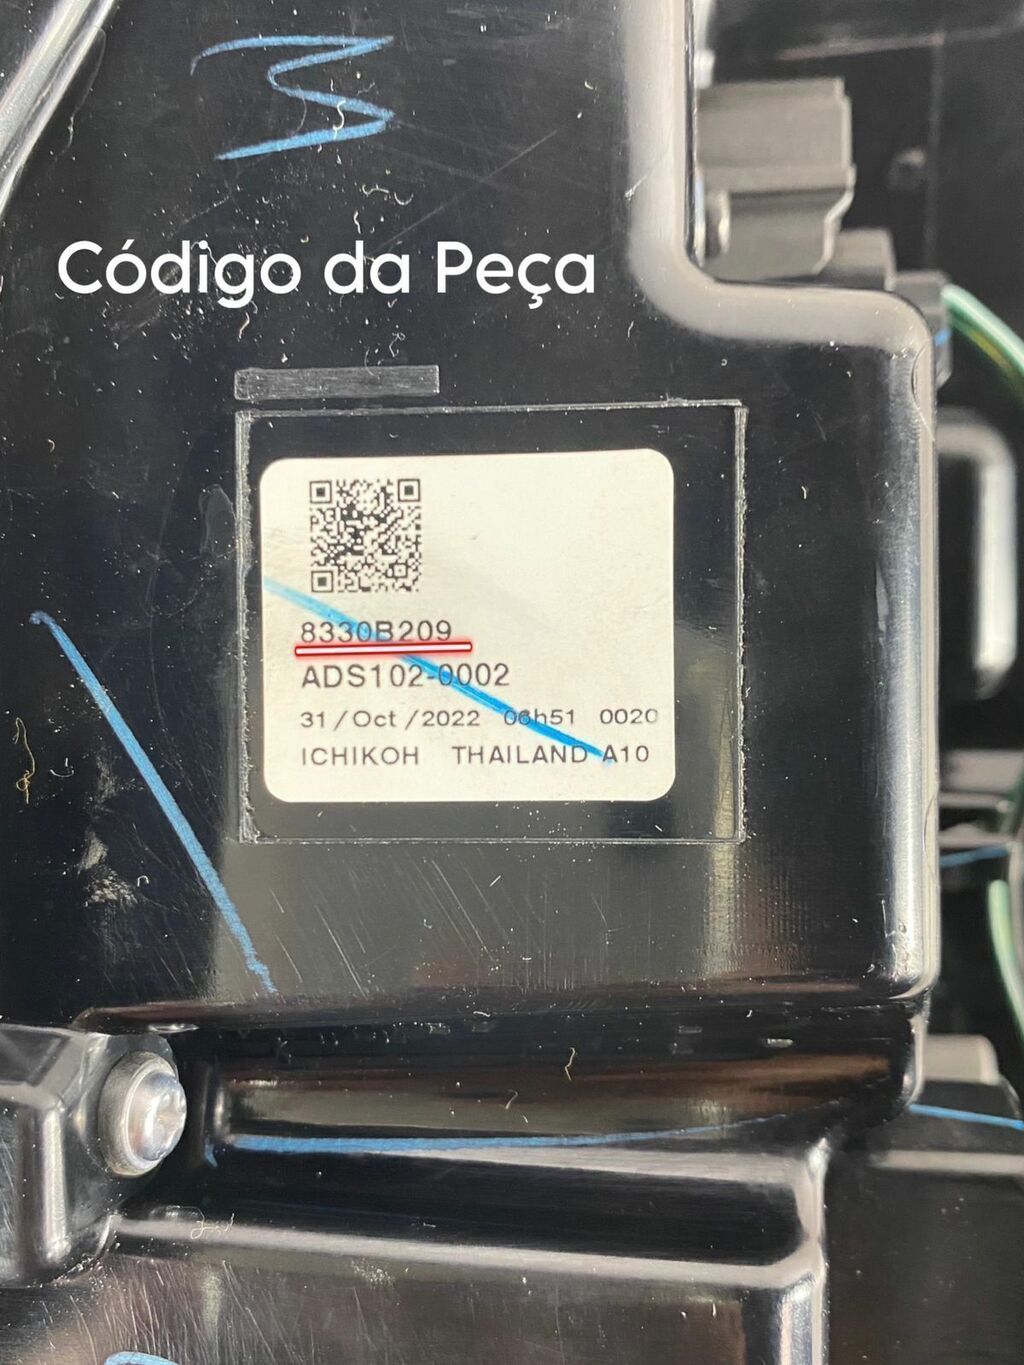 Código da Peça
8330B209
ADS102-0002
31/Oct/2022 06h51 0020
ICHIKOH THAILAND A10